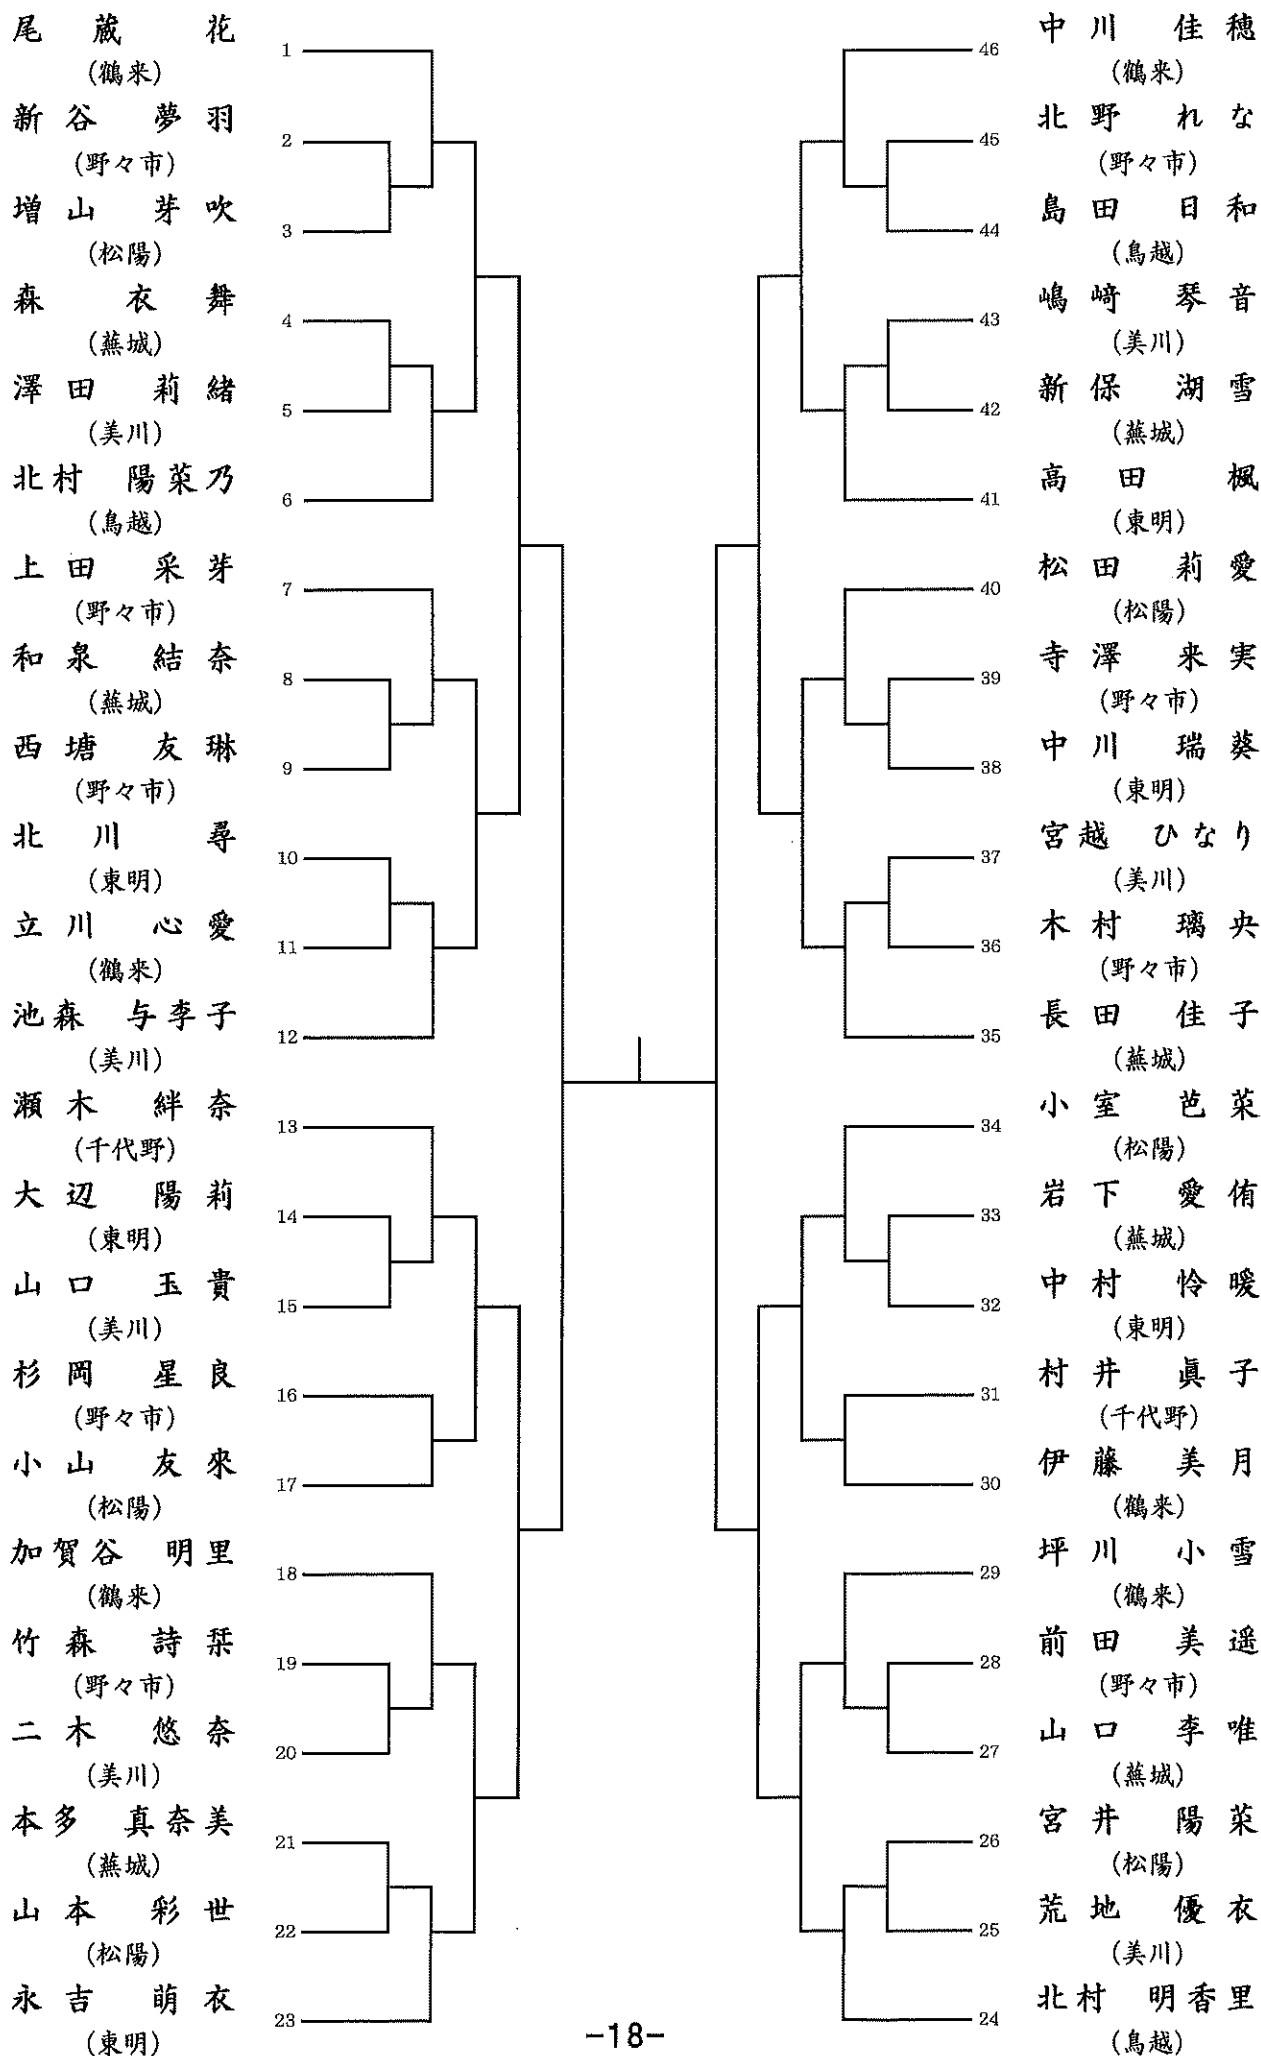 尾蔵 花
1
(鶴来)
新谷 夢羽
2
(野々市)
増山 芽吹
3
(松陽)
森 衣舞
4
(蕪城)
澤田 莉緒
5
(美川)
北村 陽菜乃
6
(鳥越)
上田 采芽
7
(野々市)
和泉 結奈
8
(蕪城)
西塘 友琳
9
(野々市)
北川 尋
10
(東明)
立川 心愛
11
(鶴来)
池森 与李子
12
(美川)
瀬木 絆奈
13
(千代野)
大辺 陽莉
14
(東明)
山口 玉貴
15
(美川)
杉岡 星良
16
(野々市)
小山 友來
17
(松陽)
加賀谷 明里
18
(鶴来)
竹森 詩栞
19
(野々市)
二木 悠奈
20
(美川)
本多 真奈美
21
(蕪城)
山本 彩世
22
(松陽)
永吉 萌衣
23
(東明)
中川 佳穂
46
(鶴来)
北野 れな
45
(野々市)
島田 日和
44
(鳥越)
嶋﨑 琴音
43
(美川)
新保 湖雪
42
(蕪城)
高田 楓
41
(東明)
松田 莉愛
40
(松陽)
寺澤 来実
39
(野々市)
中川 瑞葵
38
(東明)
宮越 ひなり
37
(美川)
木村 璃央
36
(野々市)
長田 佳子
35
(蕪城)
小室 芭菜
34
(松陽)
岩下 愛侑
33
(蕪城)
中村 怜暖
32
(東明)
村井 眞子
31
(千代野)
伊藤 美月
30
(鶴来)
坪川 小雪
29
(鶴来)
前田 美遥
28
(野々市)
山口 李唯
27
(蕪城)
宮井 陽菜
26
(松陽)
荒地 優衣
25
(美川)
北村 明香里
24
(鳥越)
-18-